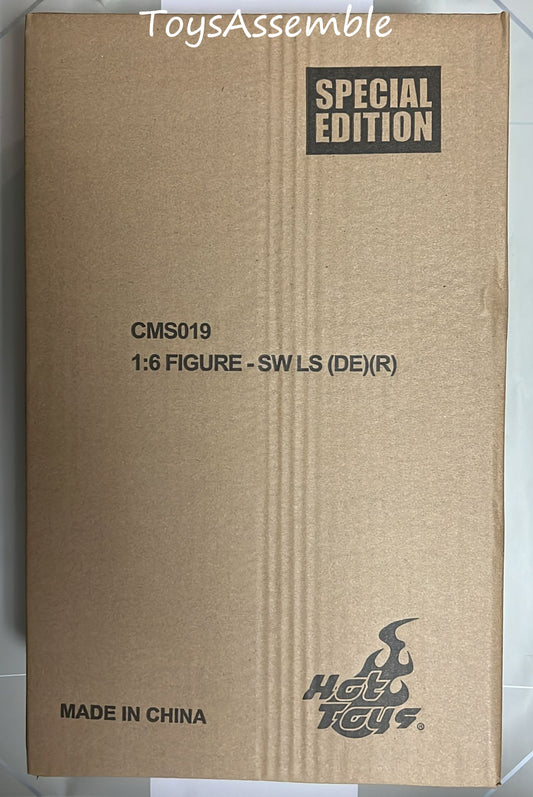 ToysAssemble
SPECIAL
EDITION
CMS019
1:6 FIGURE - SW LS (DE)(R)
MADE IN CHINA
Hot
Toys®